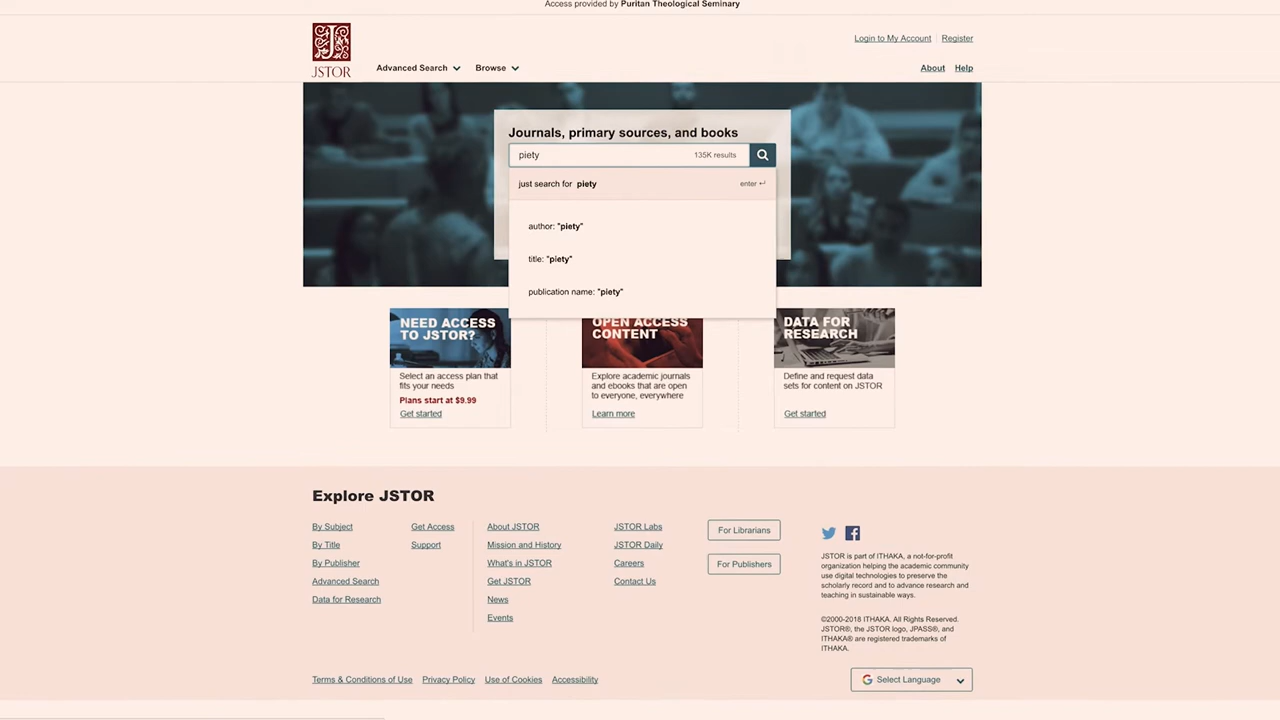 Access provided by Puritan Theological Seminary
JSTOR
Login to My Account Register
Advanced Search Browse
About Help
Journals, primary sources, and books
piety 135K results
just search for piety enter
author: "piety"
title: "piety"
publication name: "piety"
NEED ACCESS
TO JSTOR?
Select an access plan that
fits your needs
Plans start at $9.99
Get started
OPEN ACCESS
CONTENT
Explore academic journals
and ebooks that are open
to everyone, everywhere
Learn more
DATA FOR
RESEARCH
Define and request data
sets for content on JSTOR
Get started
Explore JSTOR
By Subject
By Title
By Publisher
Advanced Search
Data for Research
Get Access
Support
About JSTOR
Mission and History
What's in JSTOR
Get JSTOR
News
Events
JSTOR Labs
JSTOR Daily
Careers
Contact Us
For Librarians
For Publishers
JSTOR is part of ITHAKA, a not-for-profit
organization helping the academic community
use digital technologies to preserve the
scholarly record and to advance research and
teaching in sustainable ways.
©2000-2018 ITHAKA. All Rights Reserved.
JSTOR®, the JSTOR logo, JPASS®, and
ITHAKA® are registered trademarks of
ITHAKA.
Terms & Conditions of Use Privacy Policy Use of Cookies Accessibility
Select Language